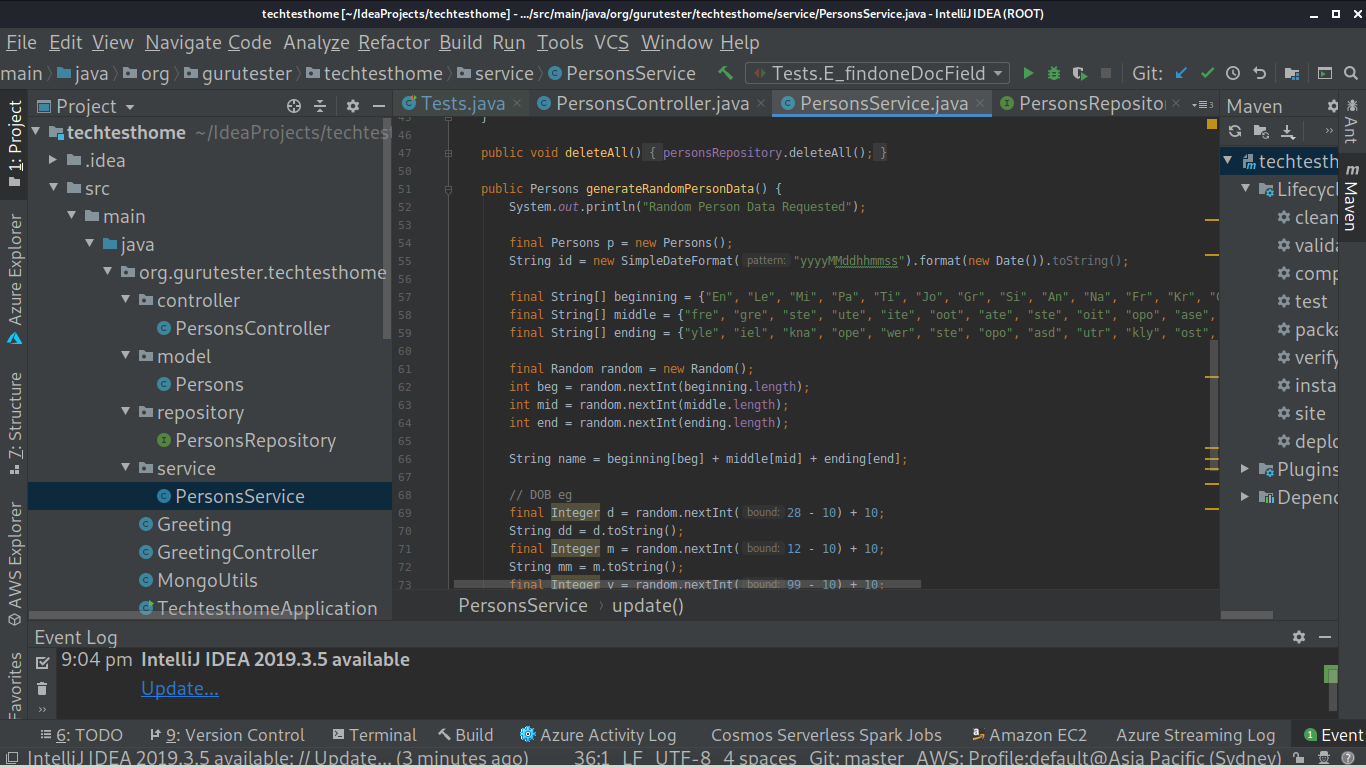 techtesthome [~/IdeaProjects/techtesthome] - .../src/main/java/org/gurutester/techtesthome/service/PersonsService.java - IntelliJ IDEA (ROOT)
File Edit View Navigate Code Analyze Refactor Build Run Tools VCS Window Help
main java org gurutester techtesthome service PersonsService Tests.E_findoneDocField Git:
1: Project
Azure Explorer
7: Structure
AWS Explorer
Favorites
Project
techtesthome ~/IdeaProjects/techtest
.idea
src
main
java
org.gurutester.techtesthome
controller
PersonsController
model
Persons
repository
PersonsRepository
service
PersonsService
Greeting
GreetingController
MongoUtils
TechtesthomeApplication
Tests.java PersonsController.java PersonsService.java PersonsReposito
45 }
46
47 public void deleteAll() { personsRepository.deleteAll(); }
50
51 public Persons generateRandomPersonData() {
52 System.out.println("Random Person Data Requested");
53
54 final Persons p = new Persons();
55 String id = new SimpleDateFormat( pattern: "yyyyMMddhhmmss").format(new Date()).toString();
56
57 final String[] beginning = {"En", "Le", "Mi", "Pa", "Ti", "Jo", "Gr", "Si", "An", "Na", "Fr", "Kr", "
58 final String[] middle = {"fre", "gre", "ste", "ute", "ite", "oot", "ate", "ste", "oit", "opo", "ase",
59 final String[] ending = {"yle", "iel", "kna", "ope", "wer", "ste", "opo", "asd", "utr", "kly", "ost",
60
61 final Random random = new Random();
62 int beg = random.nextInt(beginning.length);
63 int mid = random.nextInt(middle.length);
64 int end = random.nextInt(ending.length);
65
66 String name = beginning[beg] + middle[mid] + ending[end];
67
68 // DOB eg
69 final Integer d = random.nextInt( bound: 28 - 10) + 10;
70 String dd = d.toString();
71 final Integer m = random.nextInt( bound: 12 - 10) + 10;
72 String mm = m.toString();
73 final Integer y = random.nextInt( bound: 99 - 10) + 10;
PersonsService update()
Maven
techtesth
Lifecycl
clean
valida
comp
test
packa
verify
insta
site
deplo
Plugins
Depend
Ant
Maven
Event Log
9:04 pm IntelliJ IDEA 2019.3.5 available
Update...
6: TODO 9: Version Control Terminal Build Azure Activity Log Cosmos Serverless Spark Jobs Amazon EC2 Azure Streaming Log 1 Event
IntelliJ IDEA 2019.3.5 available: // Update... (3 minutes ago) 36:1 LF UTF-8 4 spaces Git: master AWS: Profile:default@Asia Pacific (Sydney)